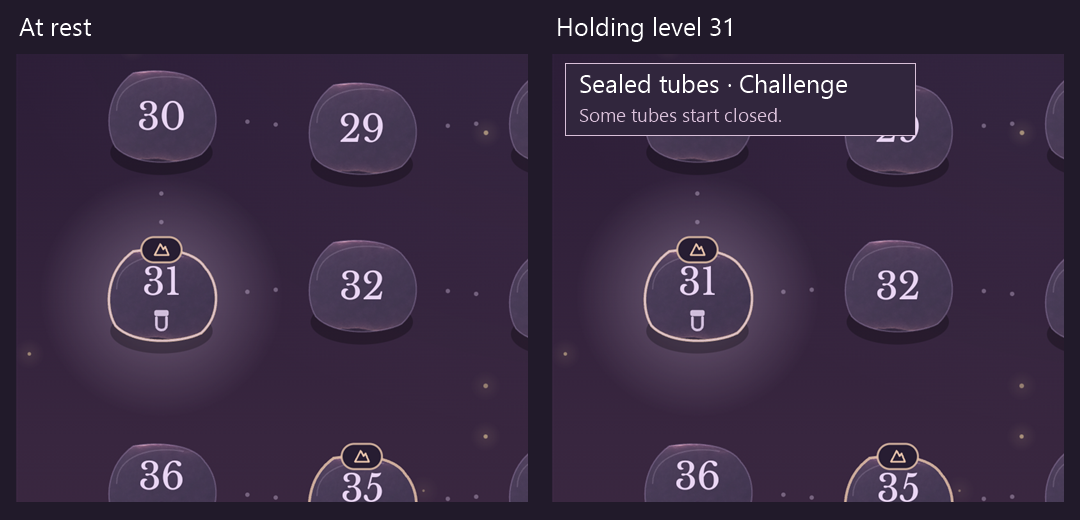 At rest
Holding level 31
30
29
31
32
36
35
Sealed tubes · Challenge
Some tubes start closed.
29
31
32
36
35